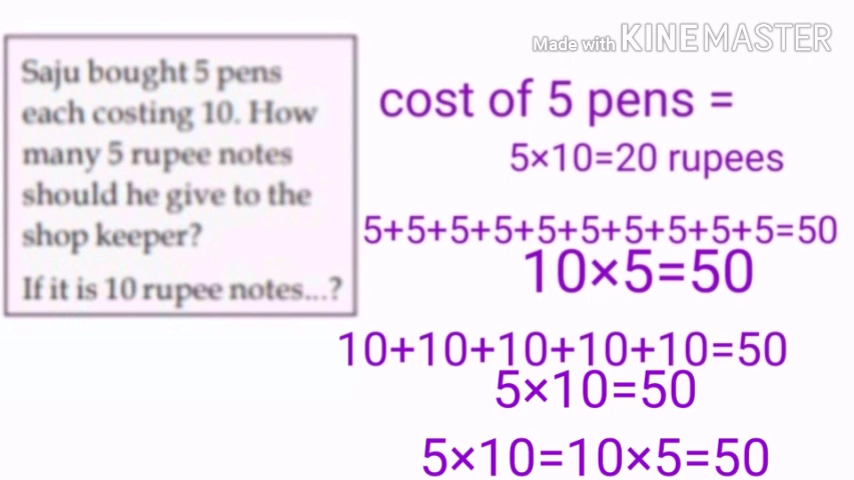 Made with KINEMASTER
Saju bought 5 pens
each costing 10. How
many 5 rupee notes
should he give to the
shop keeper?
If it is 10 rupee notes...?
cost of 5 pens =
5×10=20 rupees
5+5+5+5+5+5+5+5+5+5=50
10×5=50
10+10+10+10+10=50
5×10=50
5×10=10×5=50